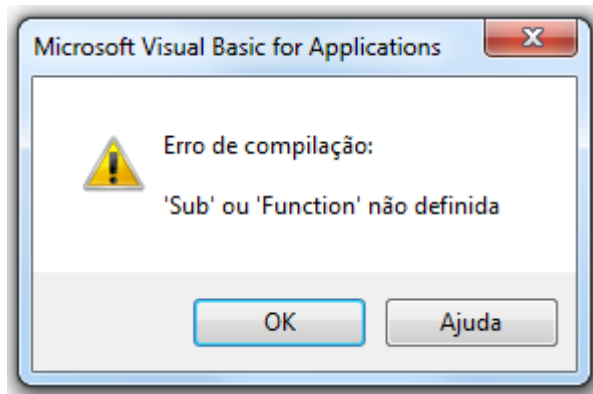 Microsoft Visual Basic for Applications
Erro de compilação:
'Sub' ou 'Function' não definida
OK
Ajuda